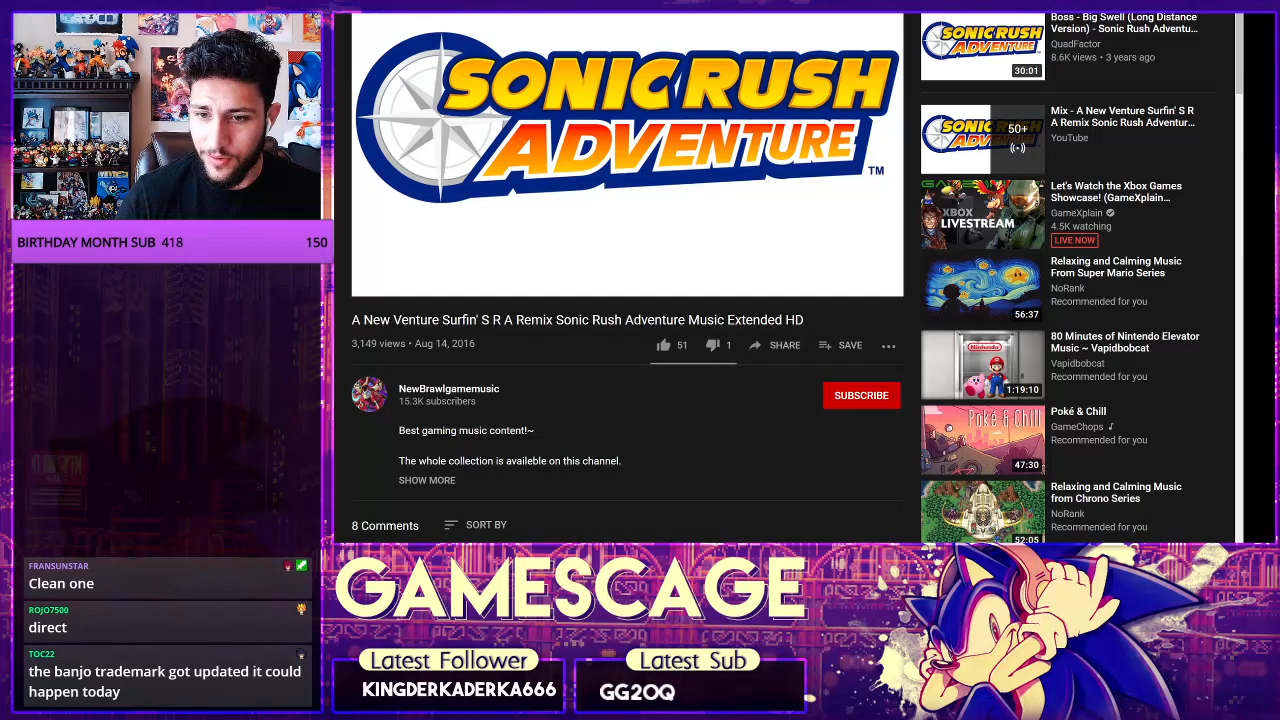 BIRTHDAY MONTH SUB 418 150
FRANSUNSTAR
Clean one
ROJO7500
direct
TOC22
the banjo trademark got updated it could
happen today
SONIC RUSH
ADVENTURE™
A New Venture Surfin' S R A Remix Sonic Rush Adventure Music Extended HD
3,149 views • Aug 14, 2016
51 1 SHARE SAVE
NewBrawlgamemusic
15.3K subscribers
SUBSCRIBE
Best gaming music content!~
The whole collection is availeble on this channel.
SHOW MORE
8 Comments SORT BY
SONIC RUSH
ADVENTURE
30:01
Boss - Big Swell (Long Distance
Version) - Sonic Rush Adventu...
QuadFactor
8.6K views • 3 years ago
50+
Mix - A New Venture Surfin' S R
A Remix Sonic Rush Adventur...
YouTube
XBOX
LIVESTREAM
Let's Watch the Xbox Games
Showcase! (GameXplain...
GameXplain
4.5K watching
LIVE NOW
56:37
Relaxing and Calming Music
From Super Mario Series
NoRank
Recommended for you
Nintendo
1:19:10
80 Minutes of Nintendo Elevator
Music ~ Vapidbobcat
Vapidbobcat
Recommended for you
Poké & Chill
47:30
Poké & Chill
GameChops
Recommended for you
52:05
Relaxing and Calming Music
from Chrono Series
NoRank
Recommended for you
GAMESCAGE
Latest Follower
KINGDERKADERKA666
Latest Sub
GG2OQ